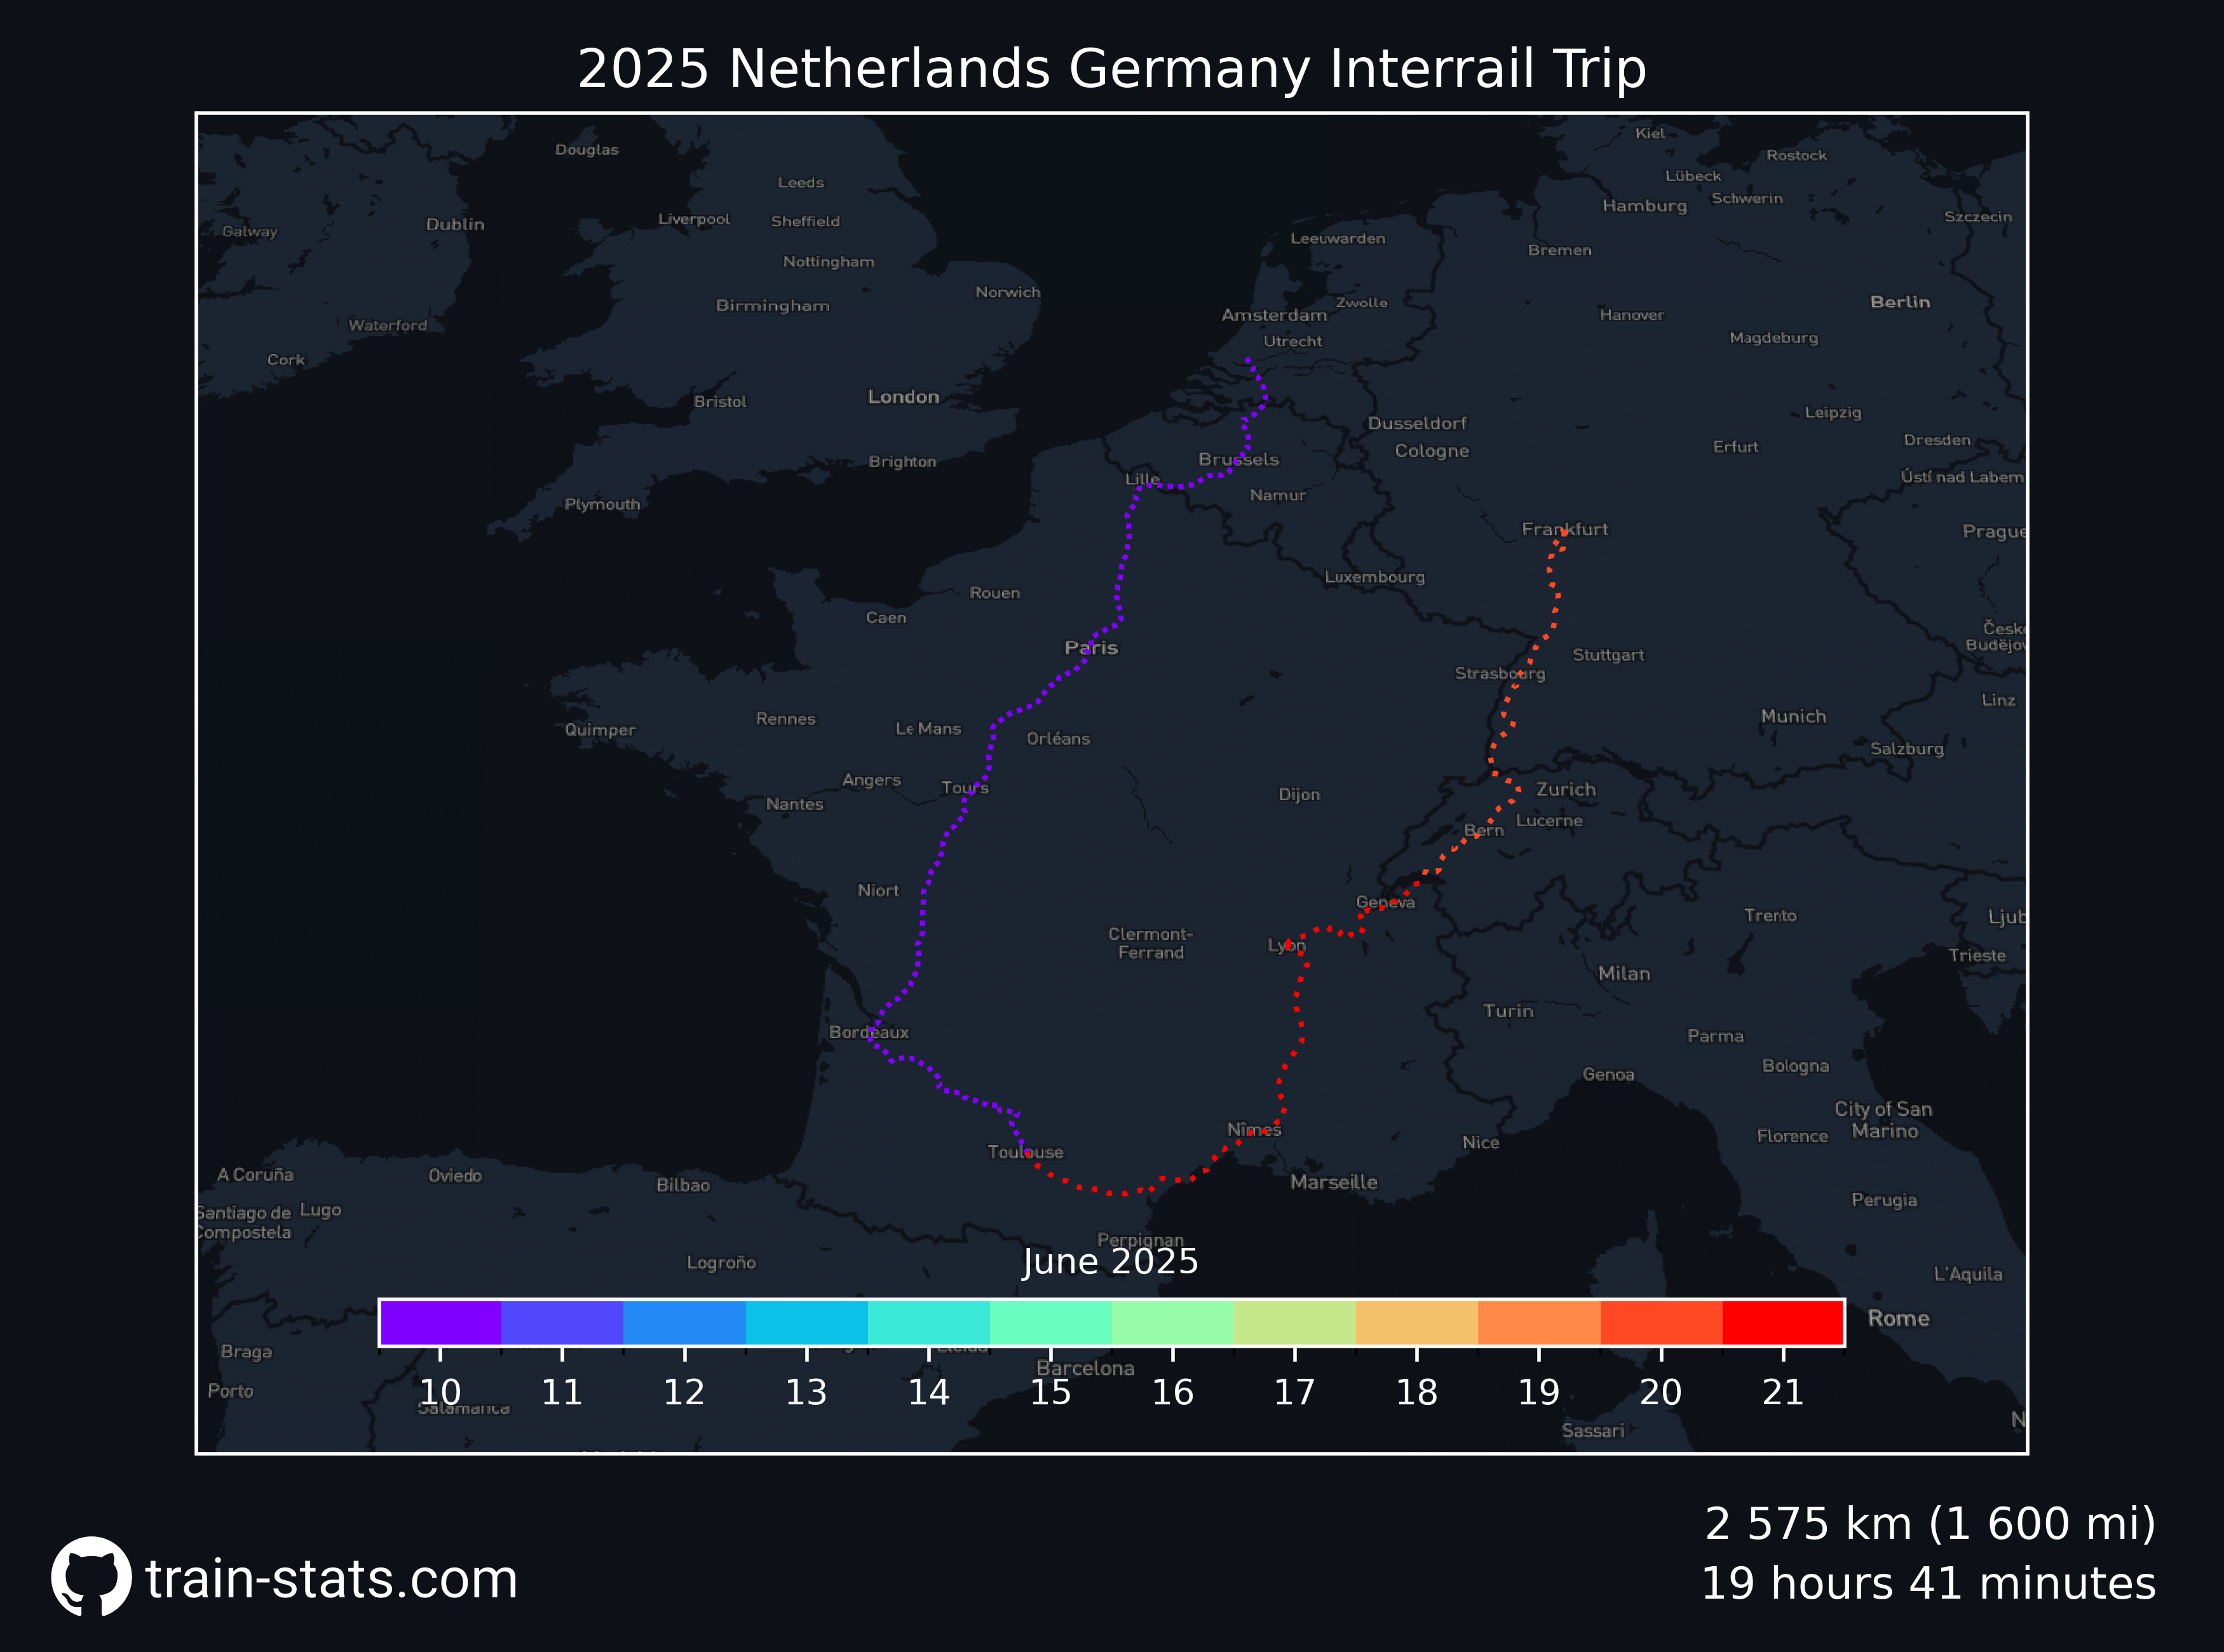 2025 Netherlands Germany Interrail Trip
Kiel
Douglas
Rostock
Lübeck
Leeds
Schwerin
Hamburg
Szczecin
Liverpool
Sheffield
Dublin
Galway
Leeuwarden
Bremen
Nottingham
Norwich
Zwolle
Berlin
Birmingham
Amsterdam
Hanover
Waterford
Utrecht
Magdeburg
Cork
London
Bristol
Leipzig
Dusseldorf
Dresden
Erfurt
Cologne
Brussels
Brighton
Ústí nad Labem
Lille
Namur
Plymouth
Frankfurt
Prague
Luxembourg
Rouen
Caen
Česk
Budějov
Paris
Stuttgart
Strasbourg
Linz
Munich
Rennes
Quimper
Le Mans
Orléans
Salzburg
Angers
Tours
Zurich
Dijon
Nantes
Lucerne
Bern
Niort
Geneva
Trento
Ljub
Clermont-
Ferrand
Lyon
Trieste
Milan
Turin
Bordeaux
Parma
Bologna
Genoa
City of San
Marino
Nîmes
Florence
Nice
Toulouse
A Coruña
Oviedo
Bilbao
Marseille
Perugia
Santiago de
Compostela
Lugo
Perpignan
June 2025
Logroño
L'Aquila
Rome
Braga
Barcelona
Porto
10 11 12 13 14 15 16 17 18 19 20 21
Salamanca
N
Sassari
2 575 km (1 600 mi)
train-stats.com
19 hours 41 minutes